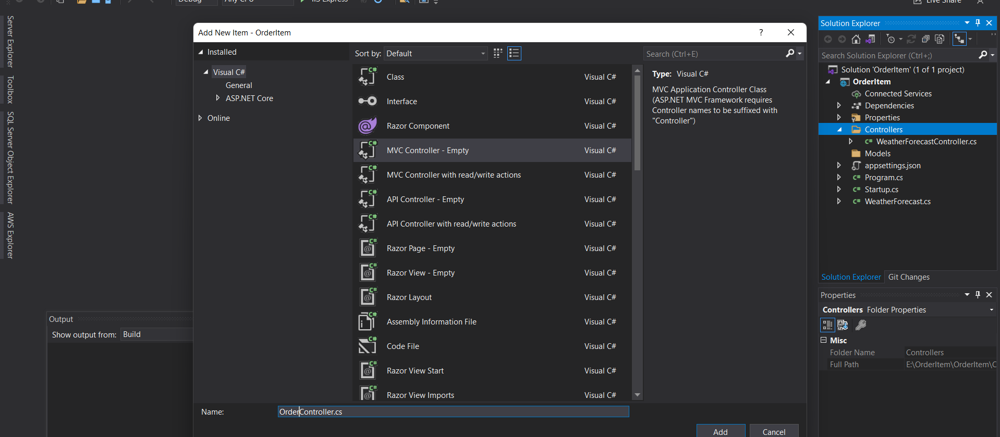 Debug
Any CPU
IIS Express
Live Share
Server Explorer
Toolbox
SQL Server Object Explorer
AWS Explorer
Add New Item - OrderItem
?
Installed
Visual C#
General
ASP.NET Core
Online
Sort by: Default
Search (Ctrl+E)
Class Visual C#
Interface Visual C#
Razor Component Visual C#
MVC Controller - Empty Visual C#
MVC Controller with read/write actions Visual C#
API Controller - Empty Visual C#
API Controller with read/write actions Visual C#
Razor Page - Empty Visual C#
Razor View - Empty Visual C#
Razor Layout Visual C#
Assembly Information File Visual C#
Code File Visual C#
Razor View Start Visual C#
Razor View Imports Visual C#
Type: Visual C#
MVC Application Controller Class
(ASP.NET MVC Framework requires
Controller names to be suffixed with
"Controller")
Name: OrderController.cs
Add Cancel
Output
Show output from: Build
Solution Explorer
Search Solution Explorer (Ctrl+;)
Solution 'OrderItem' (1 of 1 project)
OrderItem
Connected Services
Dependencies
Properties
Controllers
C# WeatherForecastController.cs
Models
appsettings.json
C# Program.cs
C# Startup.cs
C# WeatherForecast.cs
Solution Explorer Git Changes
Properties
Controllers Folder Properties
Misc
Folder Name Controllers
Full Path E:\OrderItem\OrderItem\C